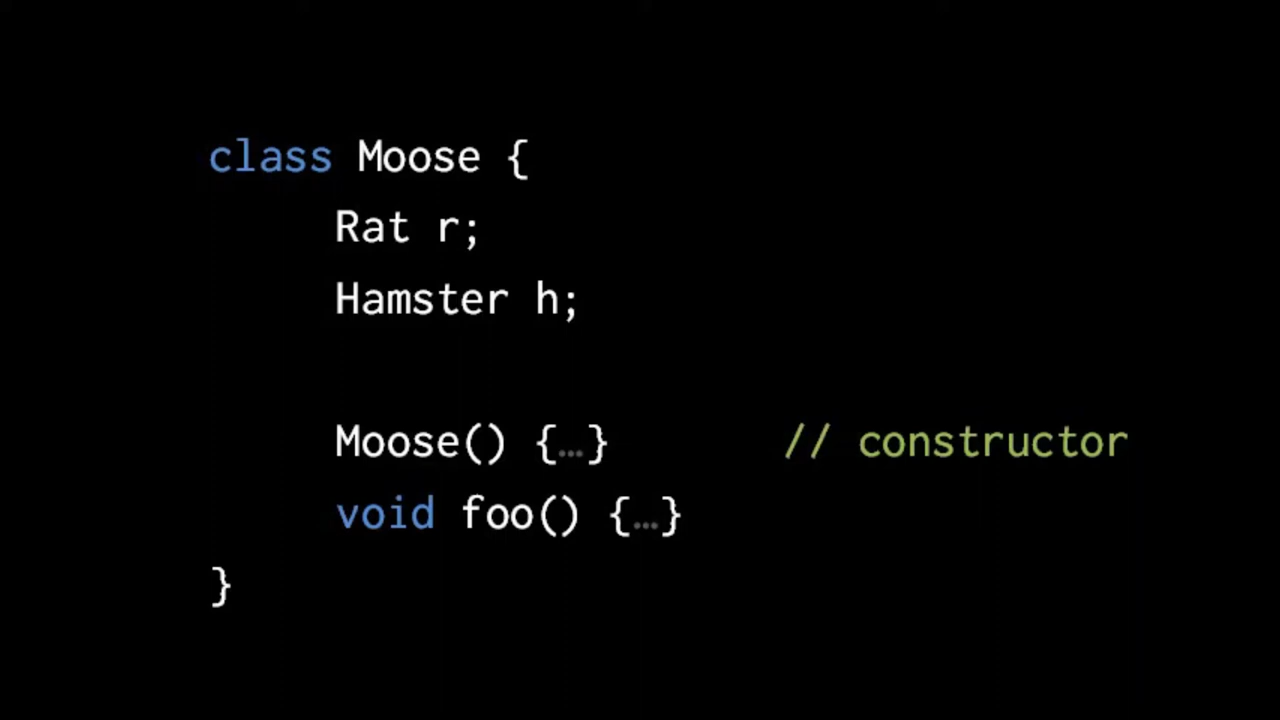 class Moose {
Rat r;
Hamster h;
Moose() {…} // constructor
void foo() {…}
}